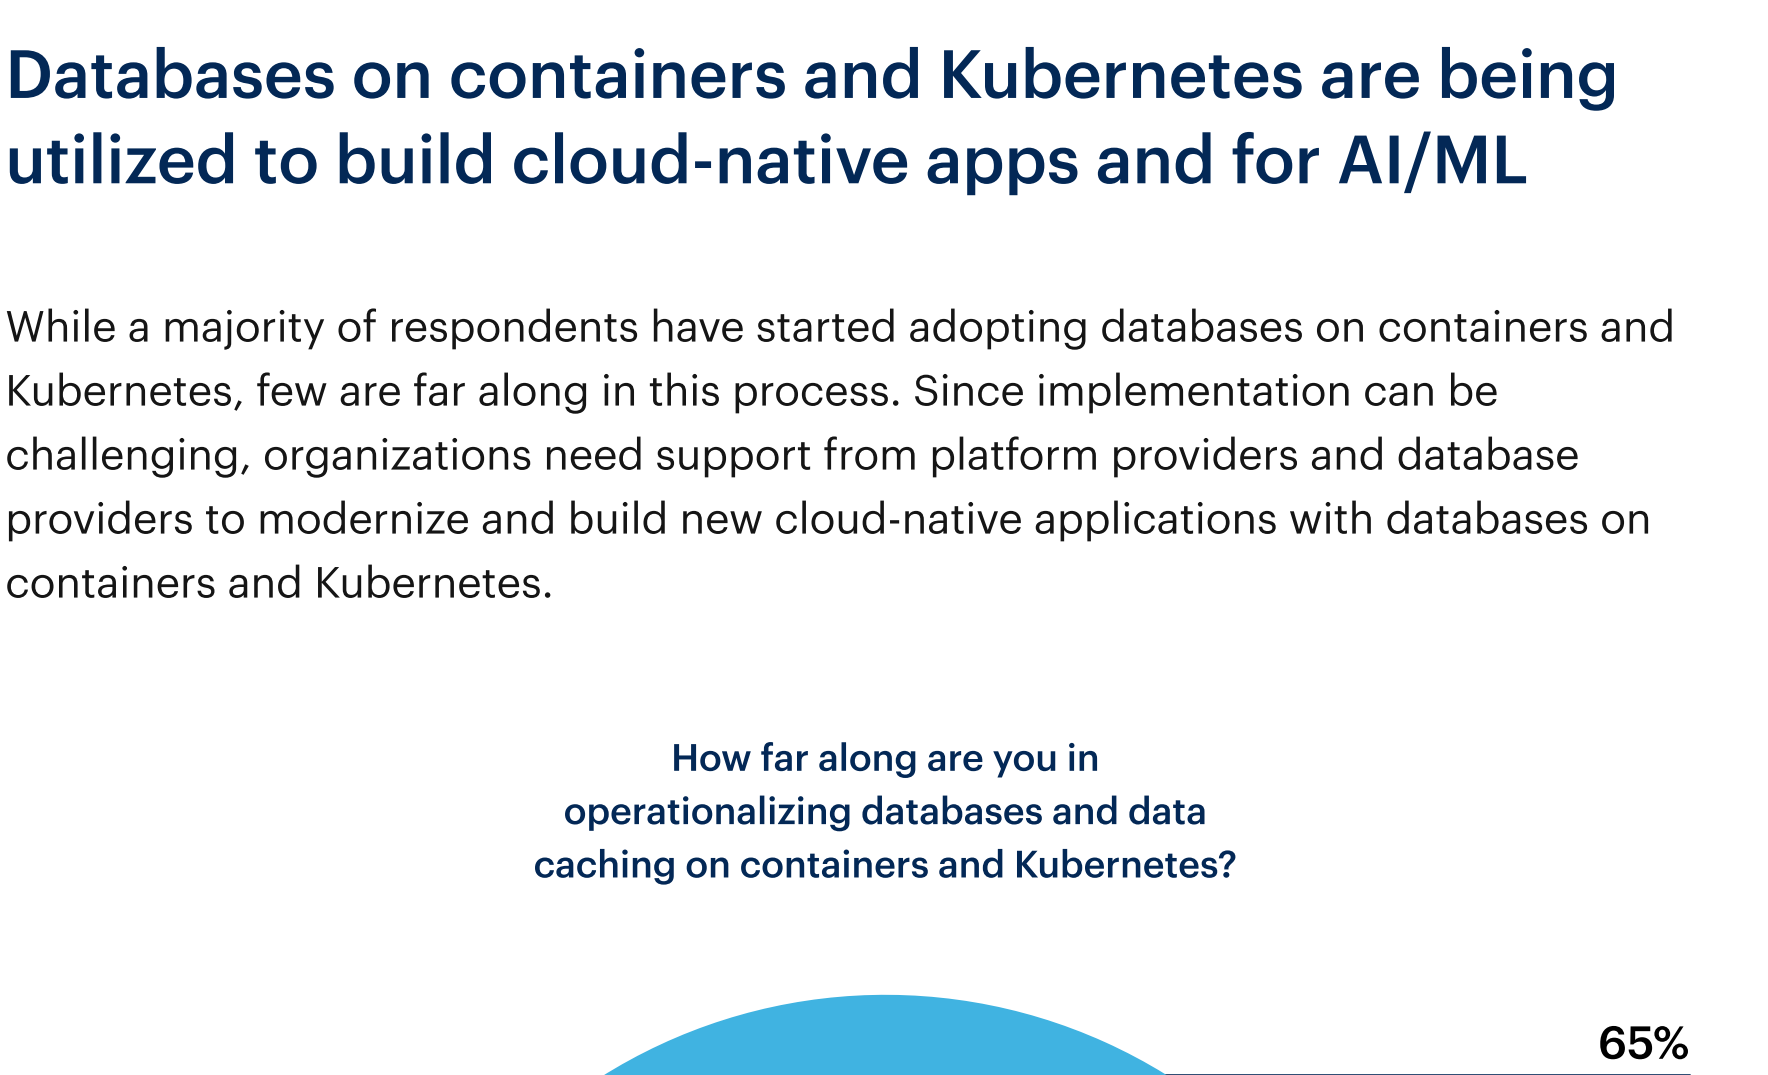 Databases on containers and Kubernetes are being
utilized to build cloud-native apps and for AI/ML
While a majority of respondents have started adopting databases on containers and
Kubernetes, few are far along in this process. Since implementation can be
challenging, organizations need support from platform providers and database
providers to modernize and build new cloud-native applications with databases on
containers and Kubernetes.
How far along are you in
operationalizing databases and data
caching on containers and Kubernetes?
65%